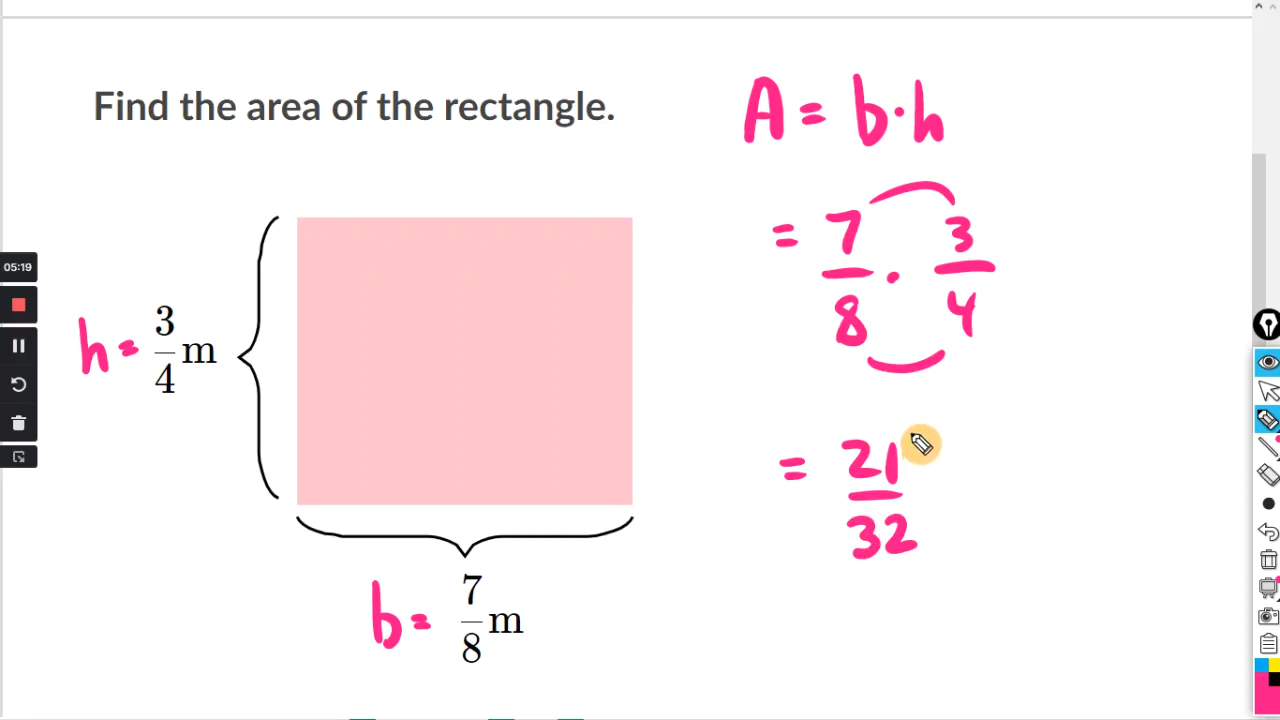 Find the area of the rectangle.
A = b · h
= 7/8 · 3/4
= 21/32
h = 3/4 m
b = 7/8 m
05:19